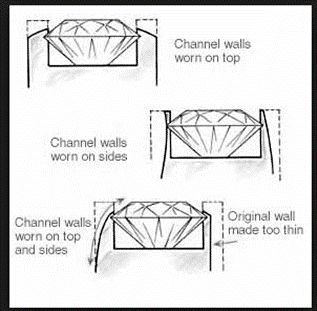 Channel walls
worn on top
Channel walls
worn on sides
Channel walls
worn on top
and sides
Original wall
made too thin